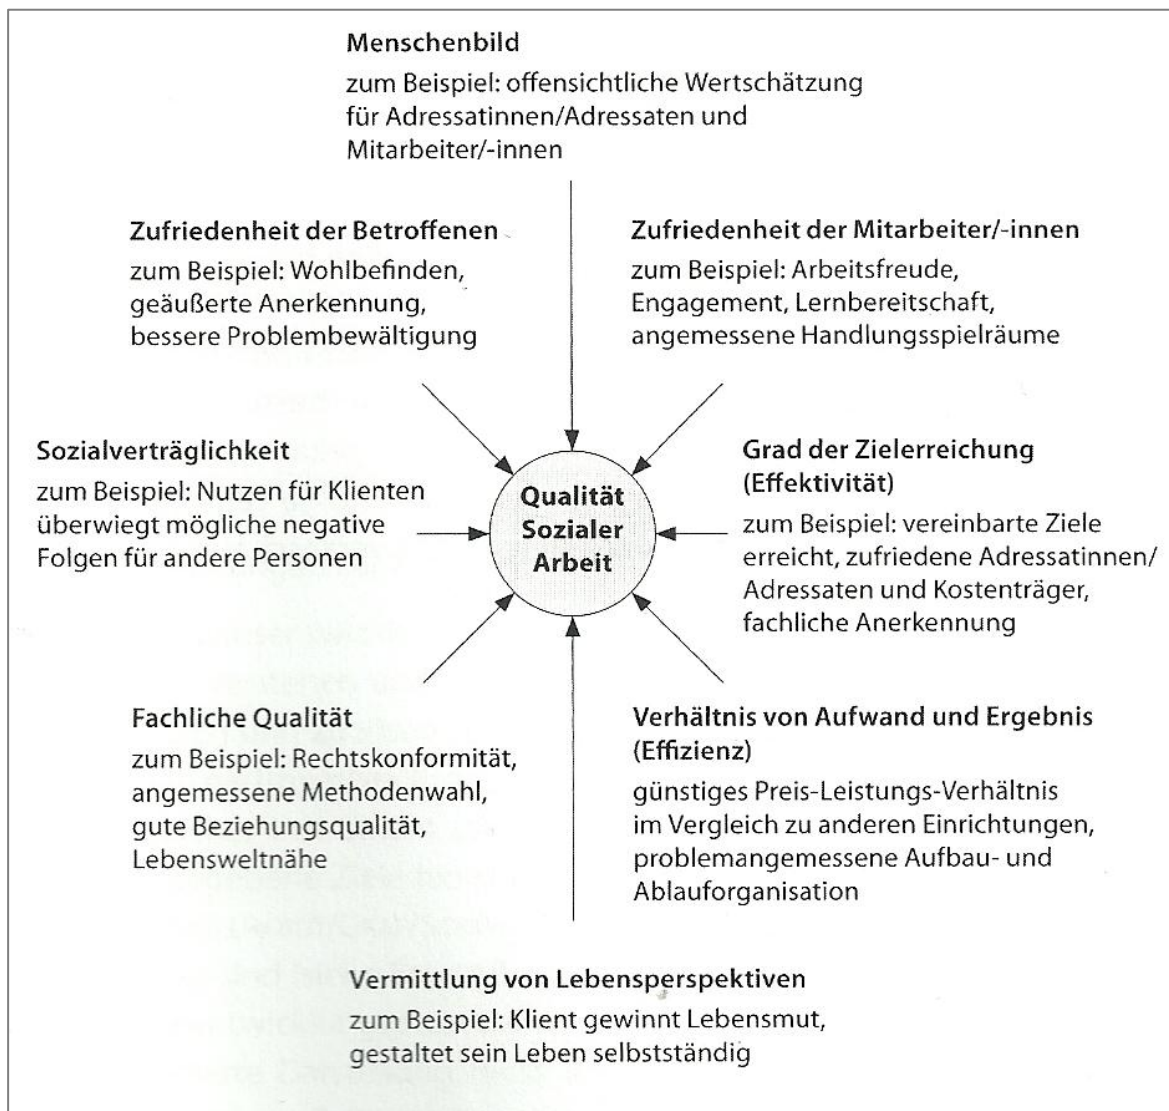 Menschenbild
zum Beispiel: offensichtliche Wertschätzung
für Adressatinnen/Adressaten und
Mitarbeiter/-innen
Zufriedenheit der Betroffenen
zum Beispiel: Wohlbefinden,
geäußerte Anerkennung,
bessere Problembewältigung
Zufriedenheit der Mitarbeiter/-innen
zum Beispiel: Arbeitsfreude,
Engagement, Lernbereitschaft,
angemessene Handlungsspielräume
Sozialverträglichkeit
zum Beispiel: Nutzen für Klienten
überwiegt mögliche negative
Folgen für andere Personen
Qualität
Sozialer
Arbeit
Grad der Zielerreichung
(Effektivität)
zum Beispiel: vereinbarte Ziele
erreicht, zufriedene Adressatinnen/
Adressaten und Kostenträger,
fachliche Anerkennung
Fachliche Qualität
zum Beispiel: Rechtskonformität,
angemessene Methodenwahl,
gute Beziehungsqualität,
Lebensweltnähe
Verhältnis von Aufwand und Ergebnis
(Effizienz)
günstiges Preis-Leistungs-Verhältnis
im Vergleich zu anderen Einrichtungen,
problemangemessene Aufbau- und
Ablauforganisation
Vermittlung von Lebensperspektiven
zum Beispiel: Klient gewinnt Lebensmut,
gestaltet sein Leben selbstständig